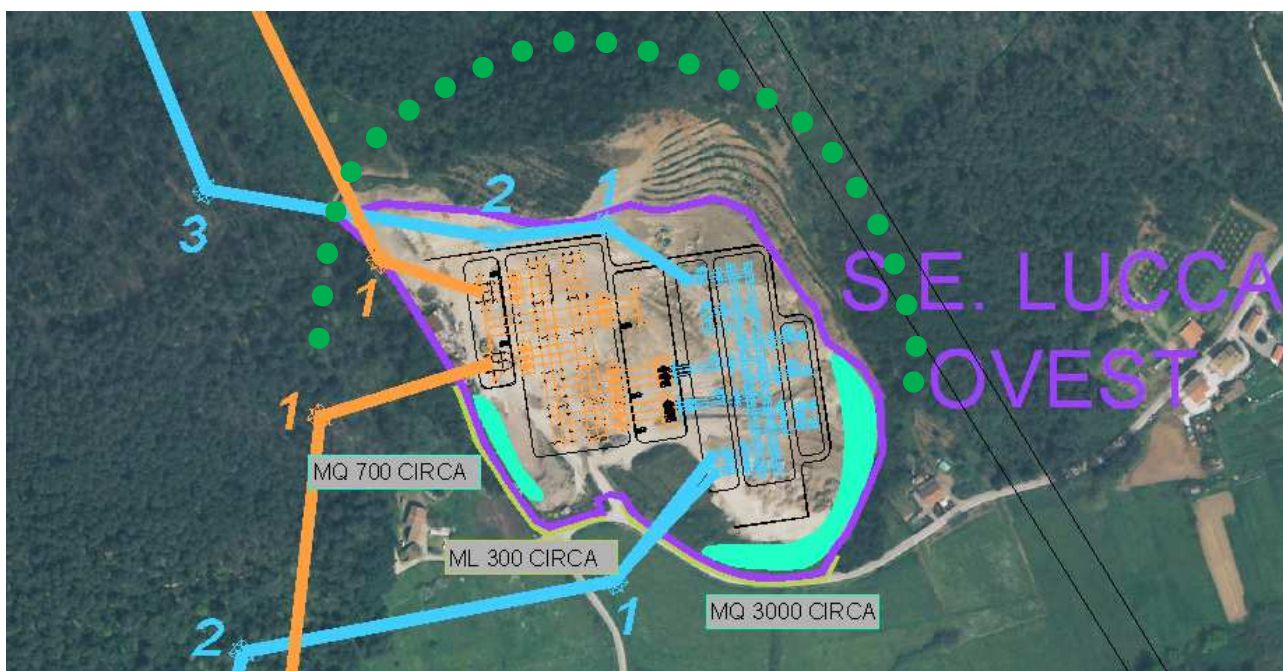 2
1
3
S.E. LUCCA
OVEST
1
1
MQ 700 CIRCA
ML 300 CIRCA
1
MQ 3000 CIRCA
2